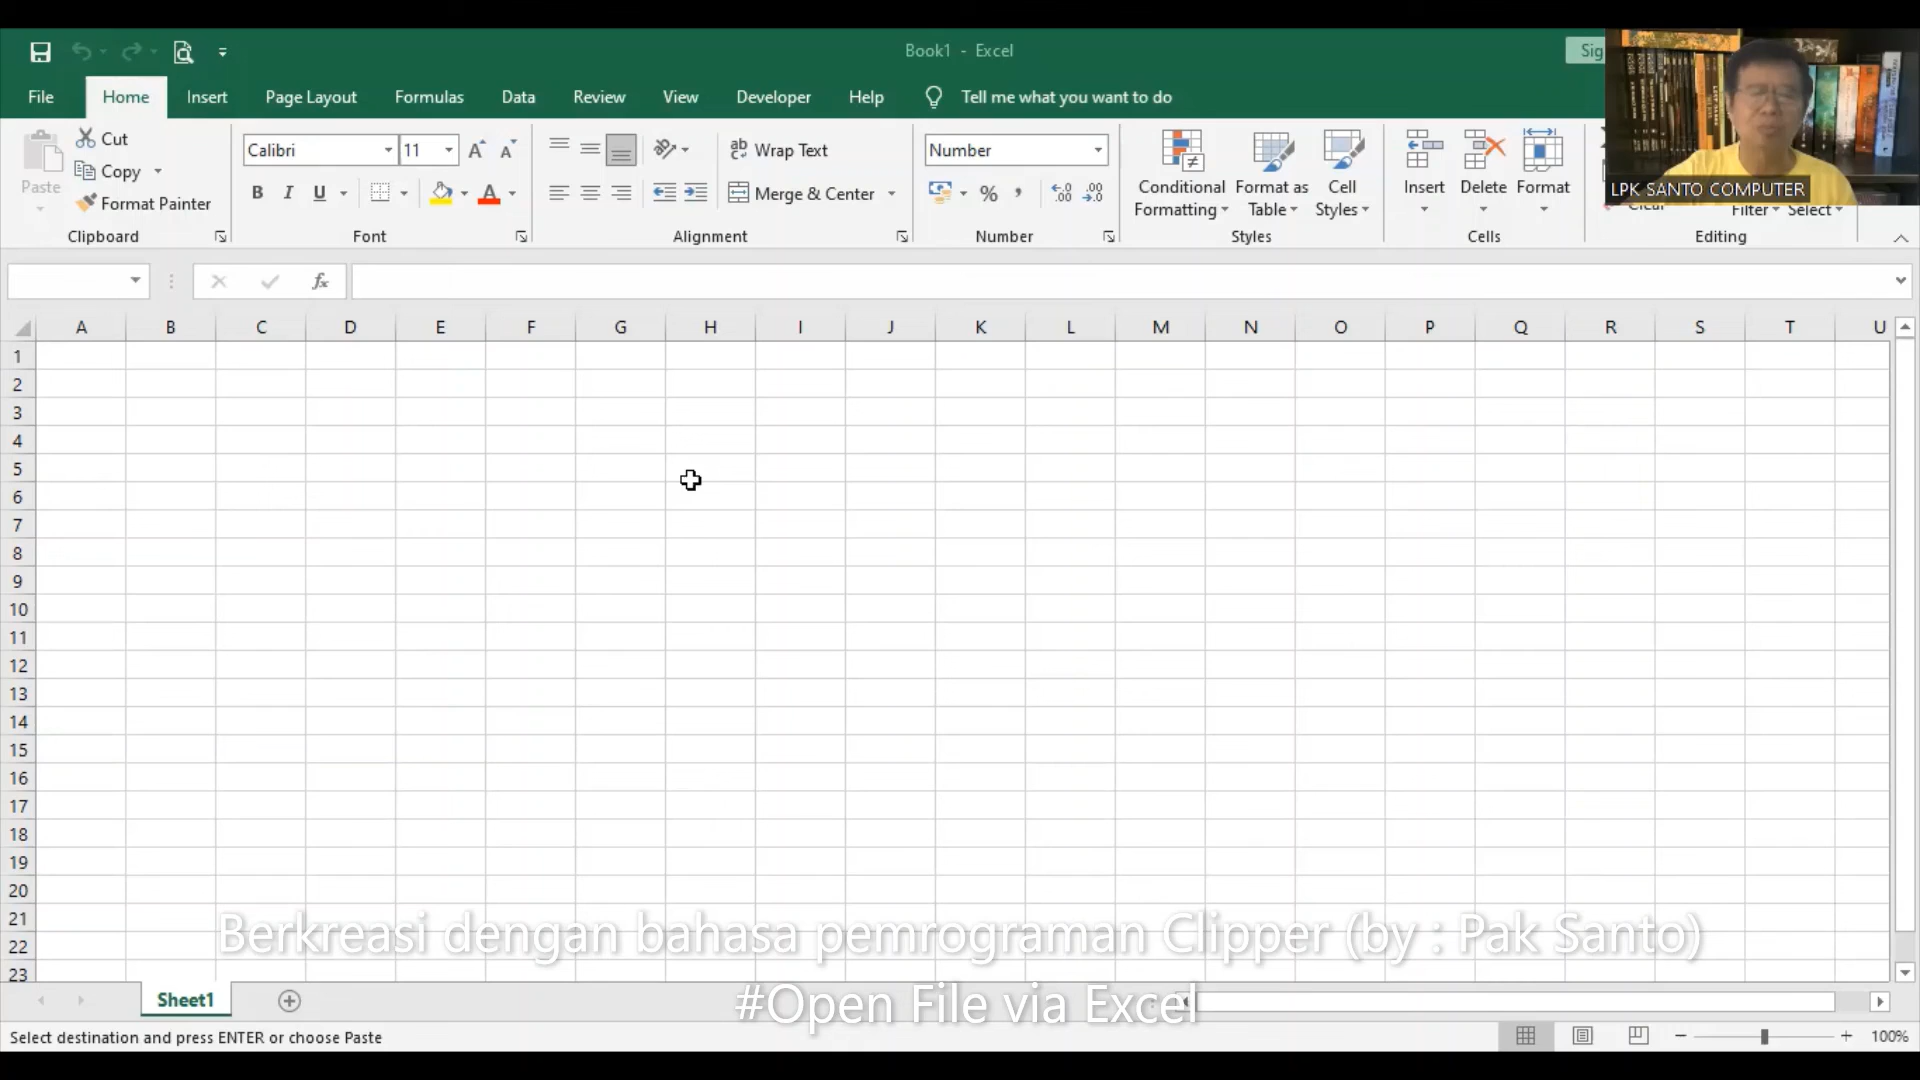 Book1 - Excel
Sig
File Home Insert Page Layout Formulas Data Review View Developer Help Tell me what you want to do
Paste
Cut
Copy
Format Painter
Clipboard
Calibri 11
B I U
Font
Wrap Text
Merge & Center
Alignment
Number
Number
Conditional Formatting
Format as Table
Cell Styles
Styles
Insert Delete Format
Cells
Clear
Filter Select
Editing
LPK SANTO COMPUTER
fx
A B C D E F G H I J K L M N O P Q R S T U
1
2
3
4
5
6
7
8
9
10
11
12
13
14
15
16
17
18
19
20
21
22
23
Berkreasi dengan bahasa pemrograman Clipper (by : Pak Santo)
#Open File via Excel
Sheet1
Select destination and press ENTER or choose Paste
100%